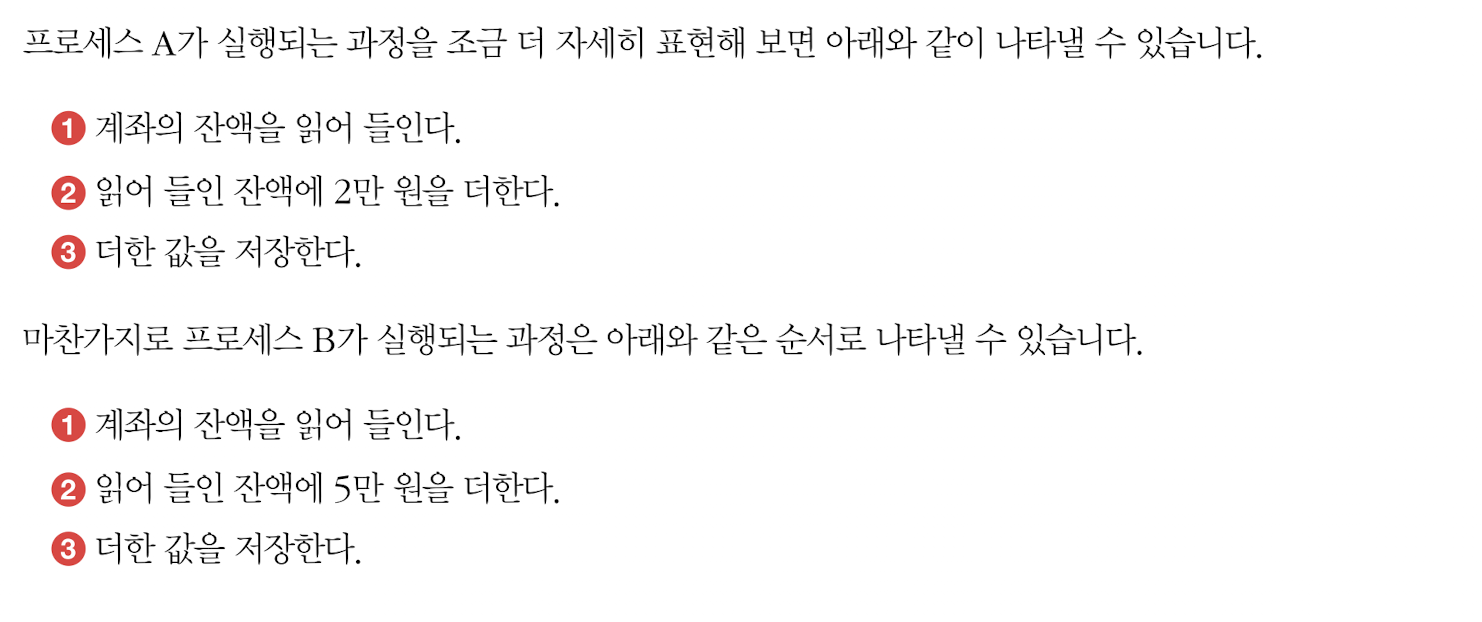 프로세스 A가 실행되는 과정을 조금 더 자세히 표현해 보면 아래와 같이 나타낼 수 있습니다.
1 계좌의 잔액을 읽어 들인다.
2 읽어 들인 잔액에 2만 원을 더한다.
3 더한 값을 저장한다.
마찬가지로 프로세스 B가 실행되는 과정은 아래와 같은 순서로 나타낼 수 있습니다.
1 계좌의 잔액을 읽어 들인다.
2 읽어 들인 잔액에 5만 원을 더한다.
3 더한 값을 저장한다.